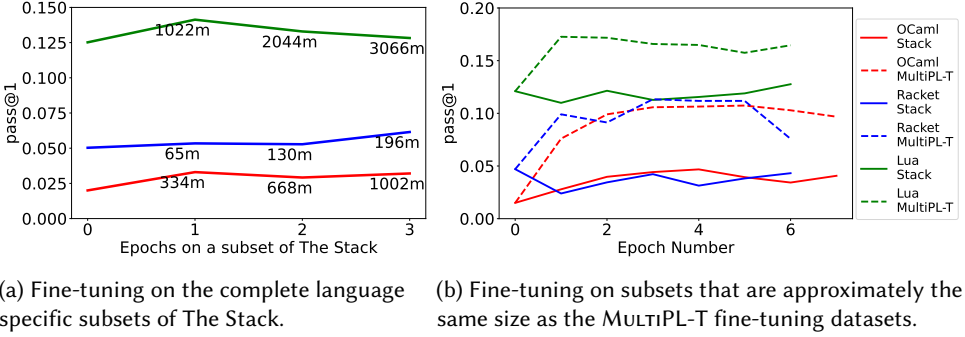 0.150
0.125
0.100
0.075
0.050
0.025
0.000
pass@1
1022m
2044m
3066m
65m
130m
196m
334m
668m
1002m
0
1
2
3
Epochs on a subset of The Stack
0.20
0.15
0.10
0.05
0.00
pass@1
0
2
4
6
Epoch Number
OCaml
Stack
OCaml
MultiPL-T
Racket
Stack
Racket
MultiPL-T
Lua
Stack
Lua
MultiPL-T
(a) Fine-tuning on the complete language
specific subsets of The Stack.
(b) Fine-tuning on subsets that are approximately the
same size as the MULTIPL-T fine-tuning datasets.